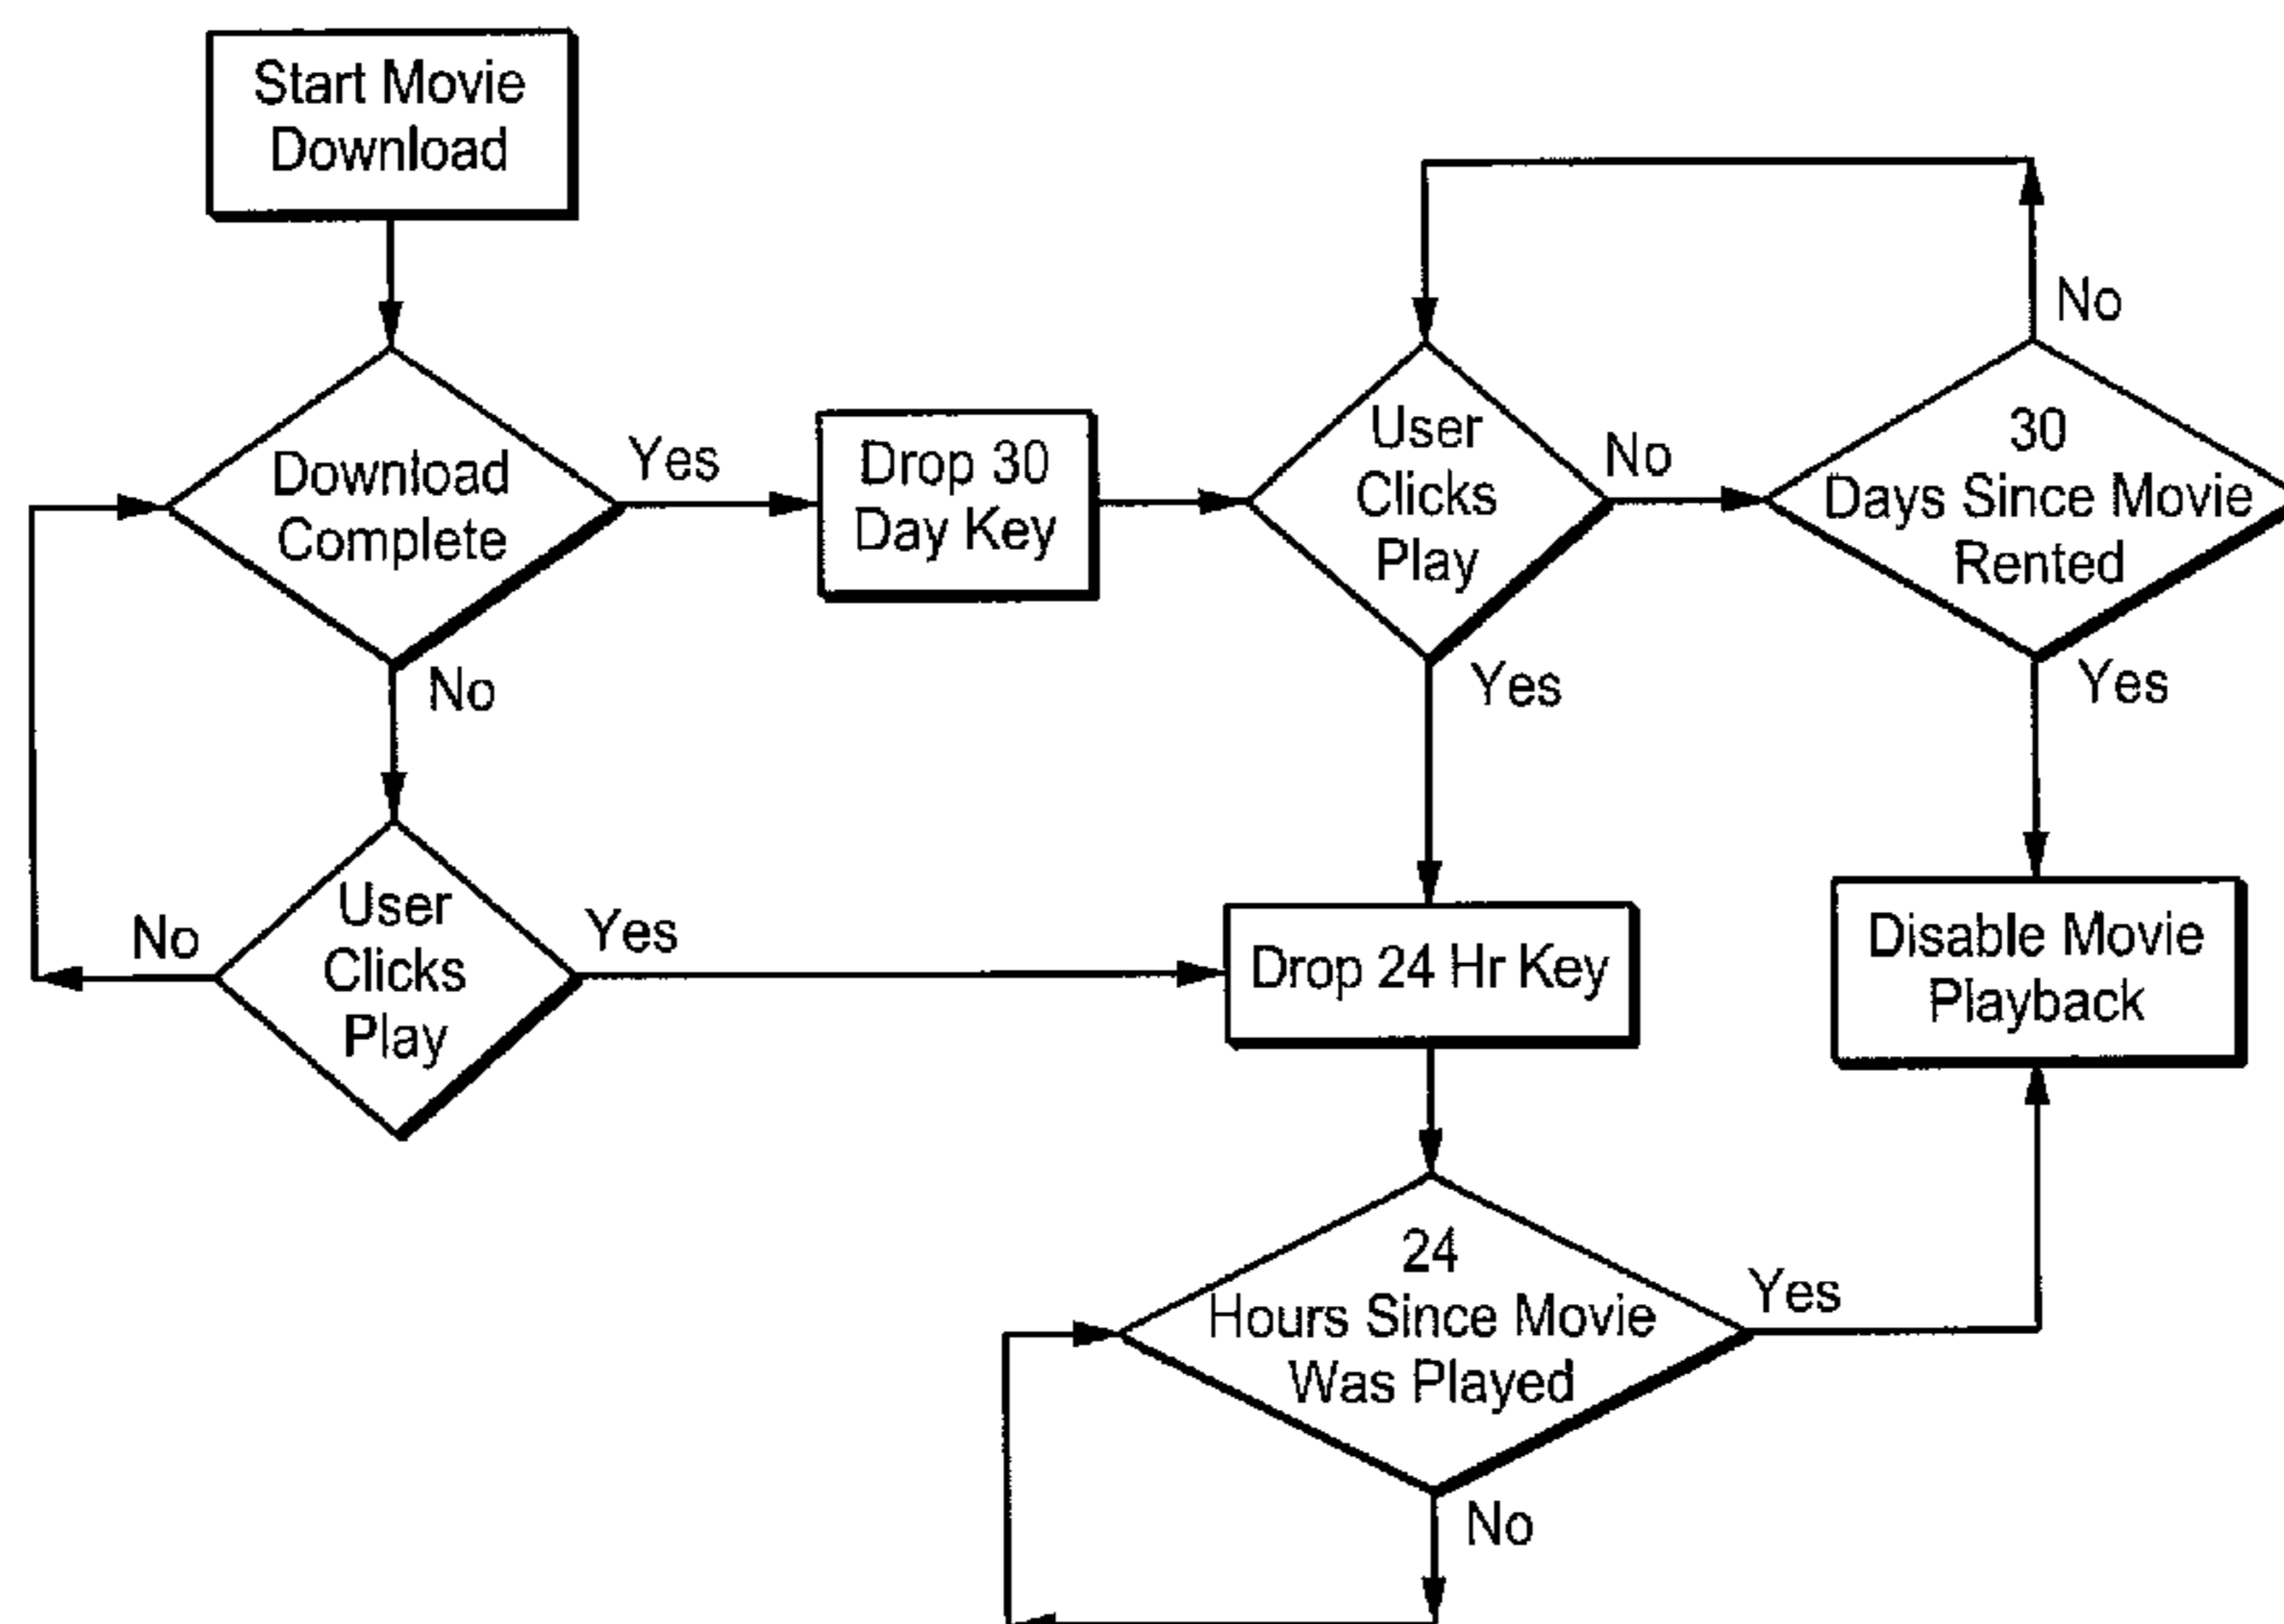 Start Movie
Download
Download
Complete
Yes
No
Drop 30
Day Key
User
Clicks
Play
No
Yes
30
Days Since Movie
Rented
No
Yes
User
Clicks
Play
No
Yes
Drop 24 Hr Key
Disable Movie
Playback
24
Hours Since Movie
Was Played
Yes
No